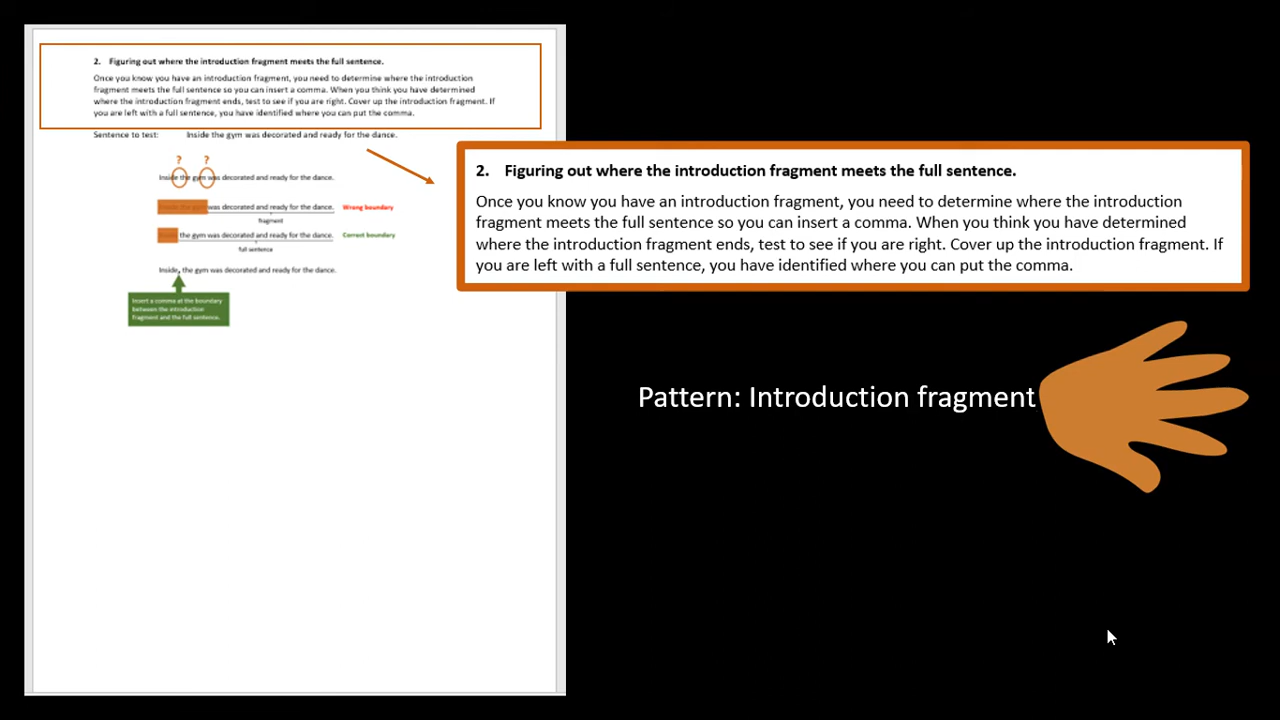 2. Figuring out where the introduction fragment meets the full sentence.
Once you know you have an introduction fragment, you need to determine where the introduction
fragment meets the full sentence so you can insert a comma. When you think you have determined
where the introduction fragment ends, test to see if you are right. Cover up the introduction fragment. If
you are left with a full sentence, you have identified where you can put the comma.
Sentence to test: Inside the gym was decorated and ready for the dance.
? ?
Inside the gym was decorated and ready for the dance.
was decorated and ready for the dance. Wrong boundary
fragment
the gym was decorated and ready for the dance. Correct boundary
full sentence
Inside, the gym was decorated and ready for the dance.
Insert a comma at the boundary
between the introduction
fragment and the full sentence.
2. Figuring out where the introduction fragment meets the full sentence.
Once you know you have an introduction fragment, you need to determine where the introduction
fragment meets the full sentence so you can insert a comma. When you think you have determined
where the introduction fragment ends, test to see if you are right. Cover up the introduction fragment. If
you are left with a full sentence, you have identified where you can put the comma.
Pattern: Introduction fragment